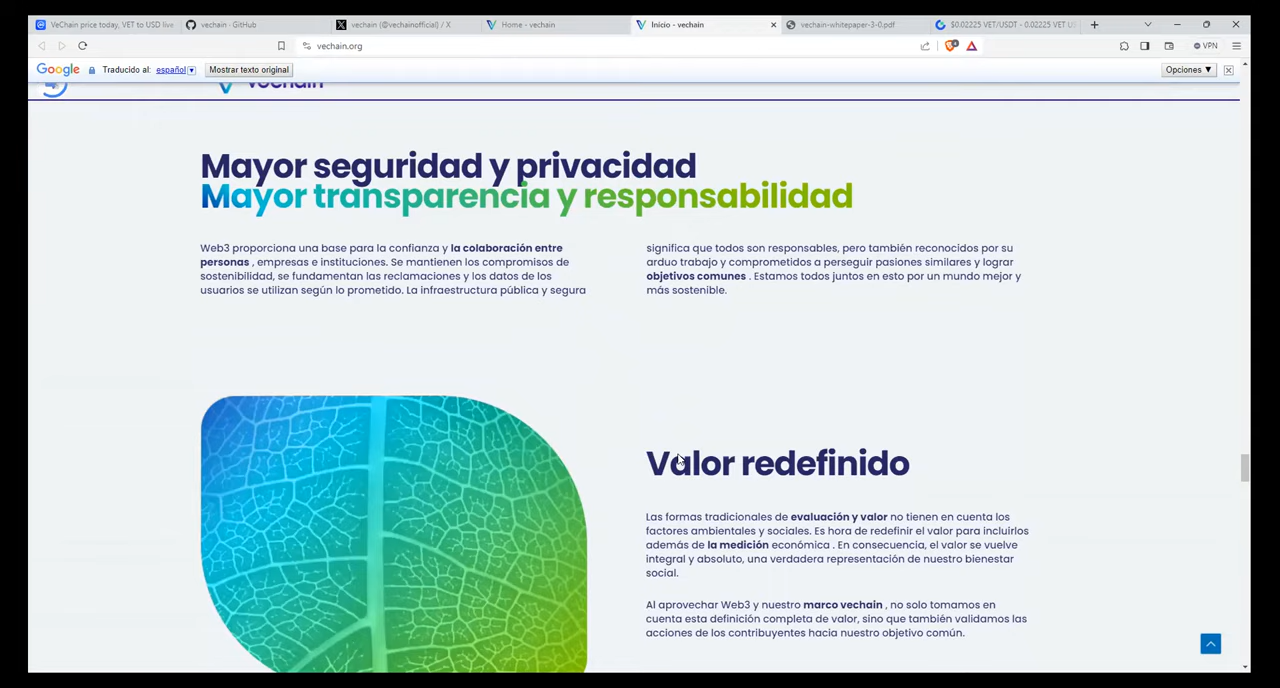 VeChain price today, VET to USD live
vechain · GitHub
vechain (@vechainofficial) / X
Home - vechain
Inicio - vechain
vechain-whitepaper-3-0.pdf
$0.02225 VET/USDT - 0.02225 VET US
vechain.org
VPN
Google
Traducido al: español
Mostrar texto original
Opciones ▼
vechain
Mayor seguridad y privacidad
Mayor transparencia y responsabilidad
Web3 proporciona una base para la confianza y la colaboración entre
personas , empresas e instituciones. Se mantienen los compromisos de
sostenibilidad, se fundamentan las reclamaciones y los datos de los
usuarios se utilizan según lo prometido. La infraestructura pública y segura
significa que todos son responsables, pero también reconocidos por su
arduo trabajo y comprometidos a perseguir pasiones similares y lograr
objetivos comunes . Estamos todos juntos en esto por un mundo mejor y
más sostenible.
Valor redefinido
Las formas tradicionales de evaluación y valor no tienen en cuenta los
factores ambientales y sociales. Es hora de redefinir el valor para incluirlos
además de la medición económica . En consecuencia, el valor se vuelve
integral y absoluto, una verdadera representación de nuestro bienestar
social.
Al aprovechar Web3 y nuestro marco vechain , no solo tomamos en
cuenta esta definición completa de valor, sino que también validamos las
acciones de los contribuyentes hacia nuestro objetivo común.